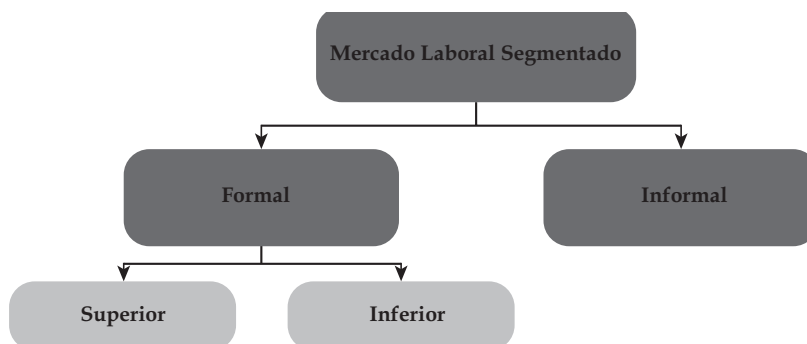 Mercado Laboral Segmentado
Formal
Informal
Superior
Inferior